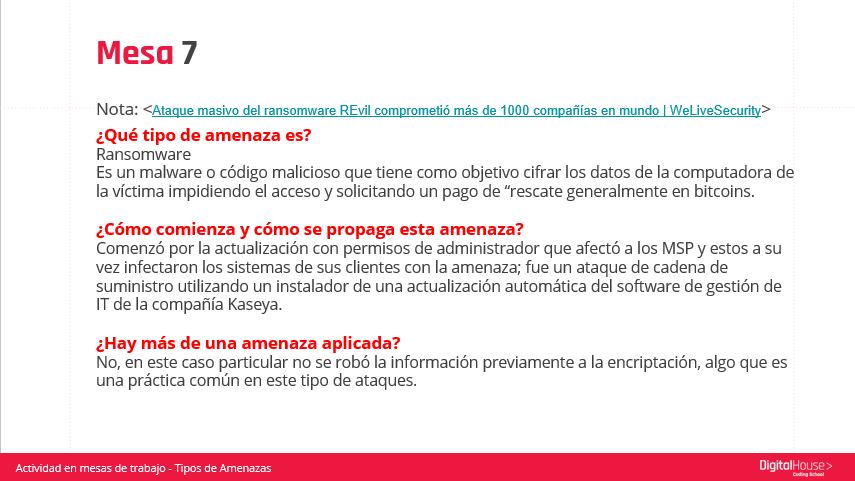 Mesa 7
Nota: <Ataque masivo del ransomware REvil comprometió más de 1000 compañías en mundo | WeLiveSecurity>
¿Qué tipo de amenaza es?
Ransomware
Es un malware o código malicioso que tiene como objetivo cifrar los datos de la computadora de
la víctima impidiendo el acceso y solicitando un pago de “rescate generalmente en bitcoins.
¿Cómo comienza y cómo se propaga esta amenaza?
Comenzó por la actualización con permisos de administrador que afectó a los MSP y estos a su
vez infectaron los sistemas de sus clientes con la amenaza; fue un ataque de cadena de
suministro utilizando un instalador de una actualización automática del software de gestión de
IT de la compañía Kaseya.
¿Hay más de una amenaza aplicada?
No, en este caso particular no se robó la información previamente a la encriptación, algo que es
una práctica común en este tipo de ataques.
Actividad en mesas de trabajo - Tipos de Amenazas
DigitalHouse>
Coding School